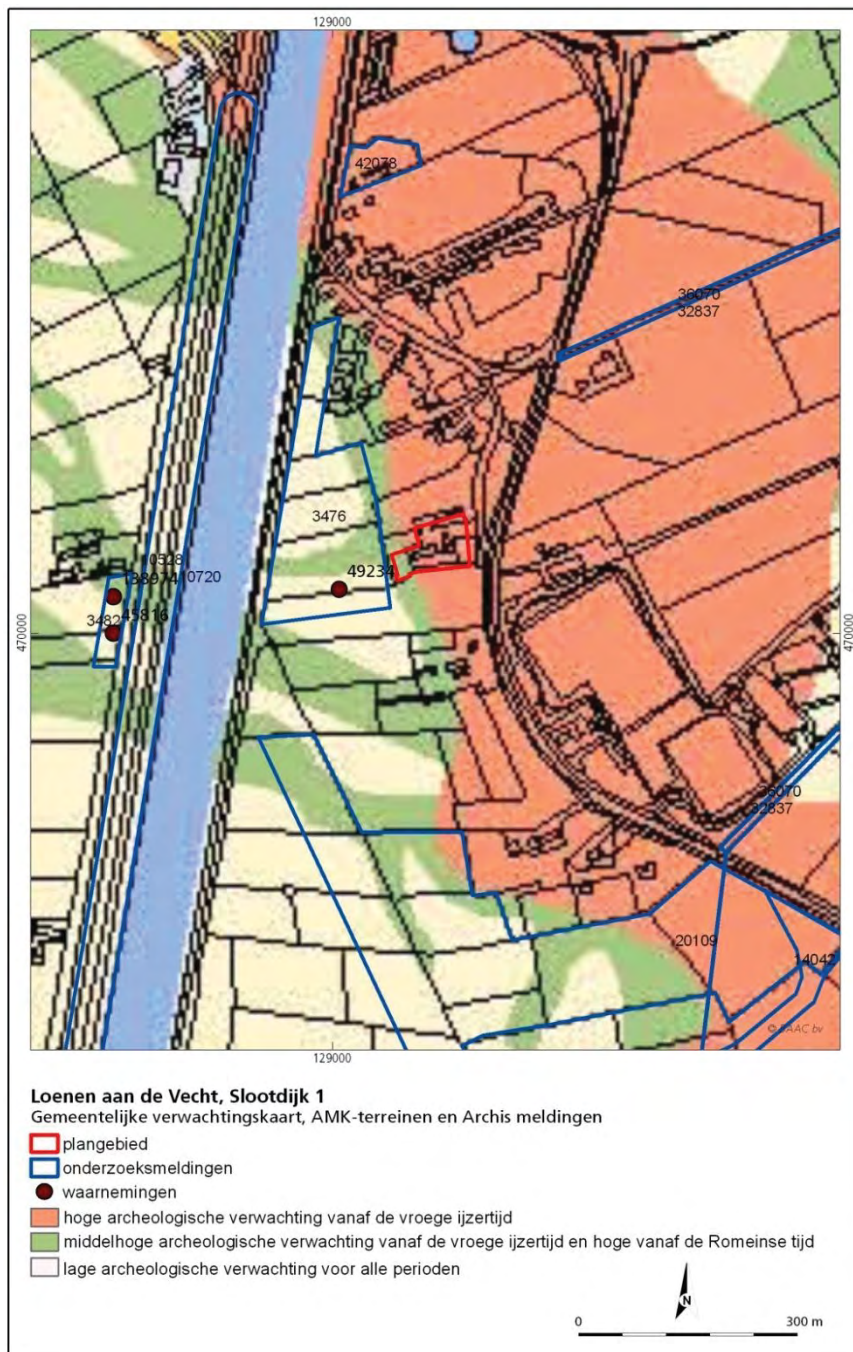 129000
42078
36070
32837
3476
49234
10528
138974
10720
45816
3482
470000
470000
36070
32837
20109
14042
© BAAC bv
129000
Loenen aan de Vecht, Slootdijk 1
Gemeentelijke verwachtingskaart, AMK-terreinen en Archis meldingen
plangebied
onderzoeksmeldingen
waarnemingen
hoge archeologische verwachting vanaf de vroege ijzertijd
middelhoge archeologische verwachting vanaf de vroege ijzertijd en hoge vanaf de Romeinse tijd
lage archeologische verwachting voor alle perioden
N
0 300 m